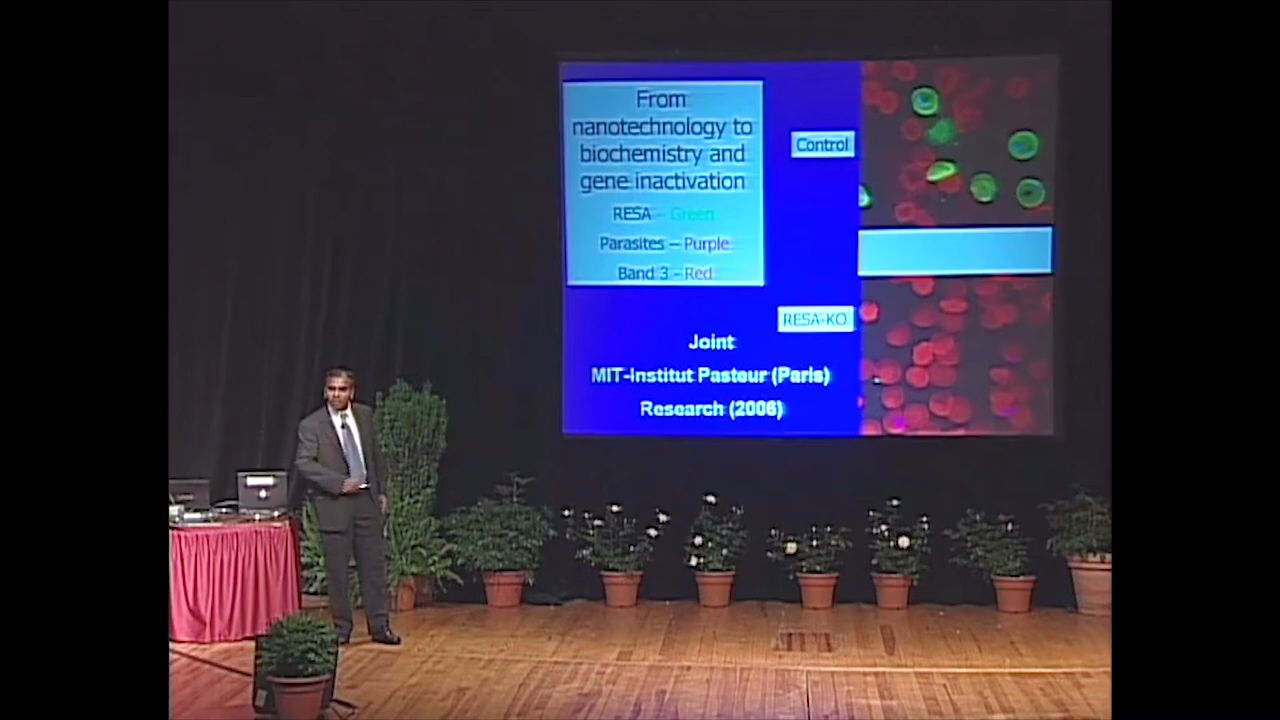 From
nanotechnology to
biochemistry and
gene inactivation
RESA – Green
Parasites – Purple
Band 3 – Red
Control
RESA-KO
Joint
MIT-Institut Pasteur (Paris)
Research (2006)